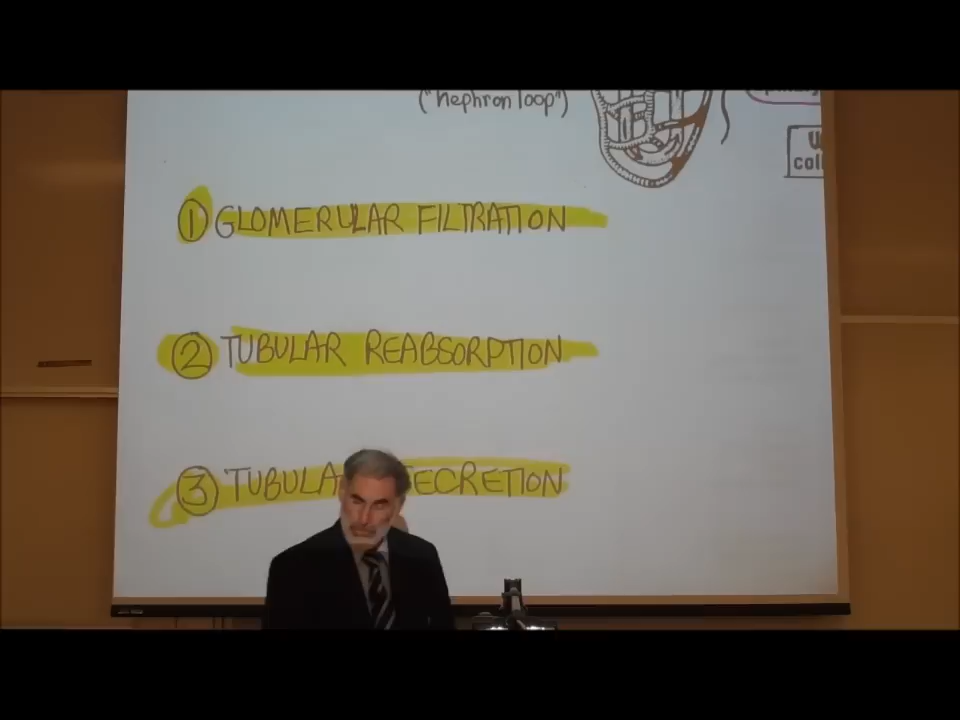 ("nephron loop")
① GLOMERULAR FILTRATION
② TUBULAR REABSORPTION
③ TUBULA ECRETION